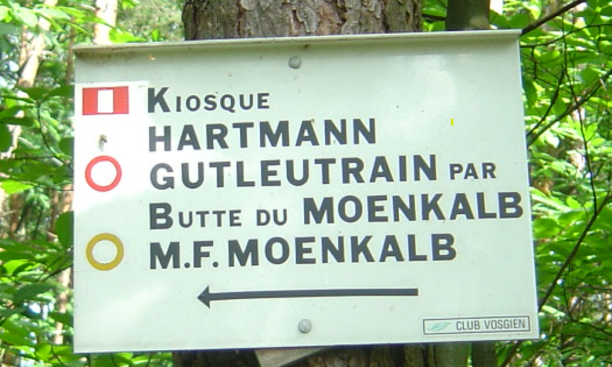 KIOSQUE
HARTMANN
GUTLEUTRAIN PAR
BUTTE DU MOENKALB
M.F. MOENKALB
CLUB VOSGIEN